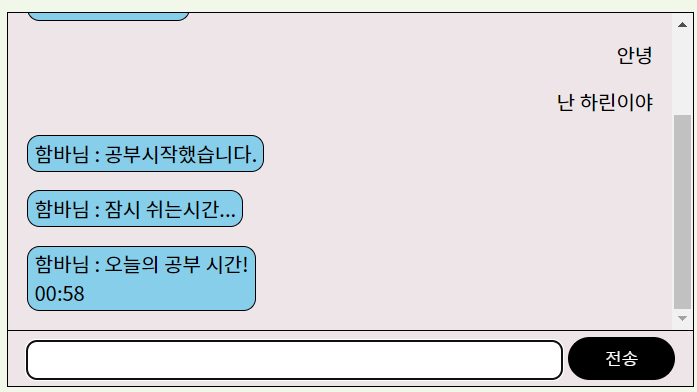 안녕
난 하린이야
함바님 : 공부시작했습니다.
함바님 : 잠시 쉬는시간...
함바님 : 오늘의 공부 시간!
00:58
전송